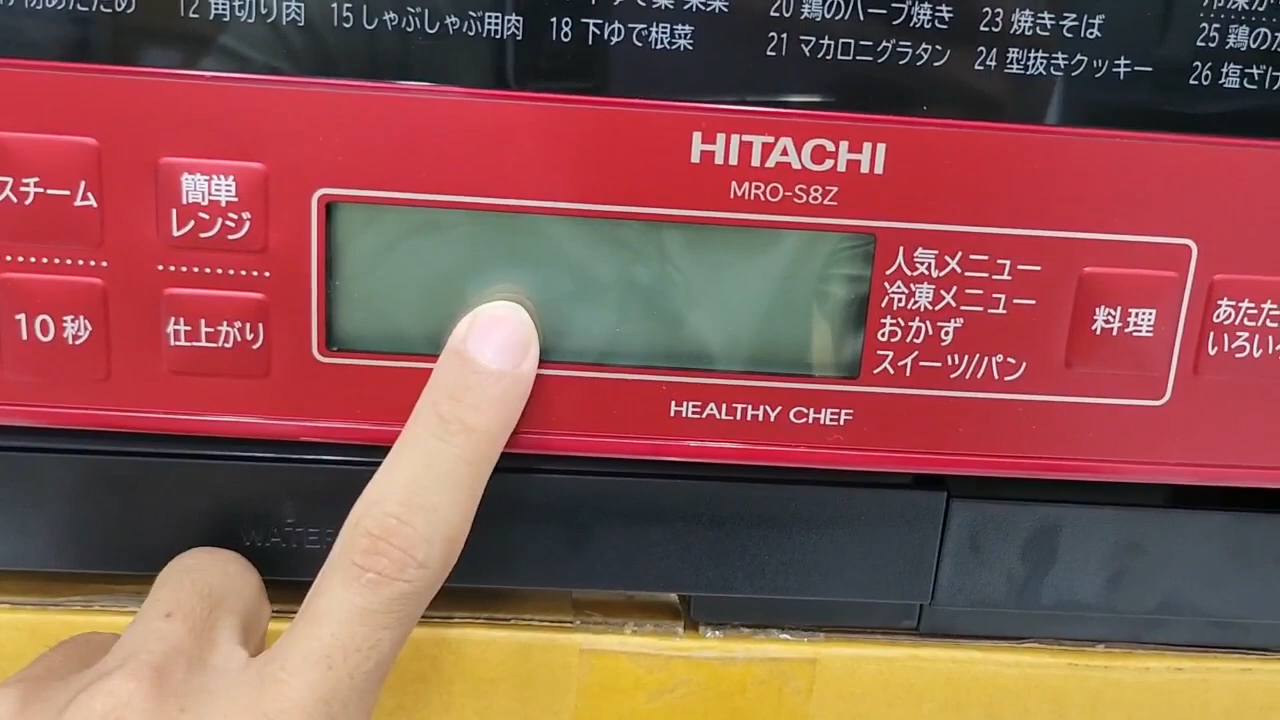 12 角切り肉
15 しゃぶしゃぶ用肉
18 下ゆで根菜
20 鶏のハーブ焼き
21 マカロニグラタン
23 焼きそば
24 型抜きクッキー
25 鶏の
26 塩ざけ
HITACHI
MRO-S8Z
スチーム
簡単
レンジ
10秒
仕上がり
人気メニュー
冷凍メニュー
おかず
スイーツ/パン
料理
あたた
いろい
HEALTHY CHEF
WATER